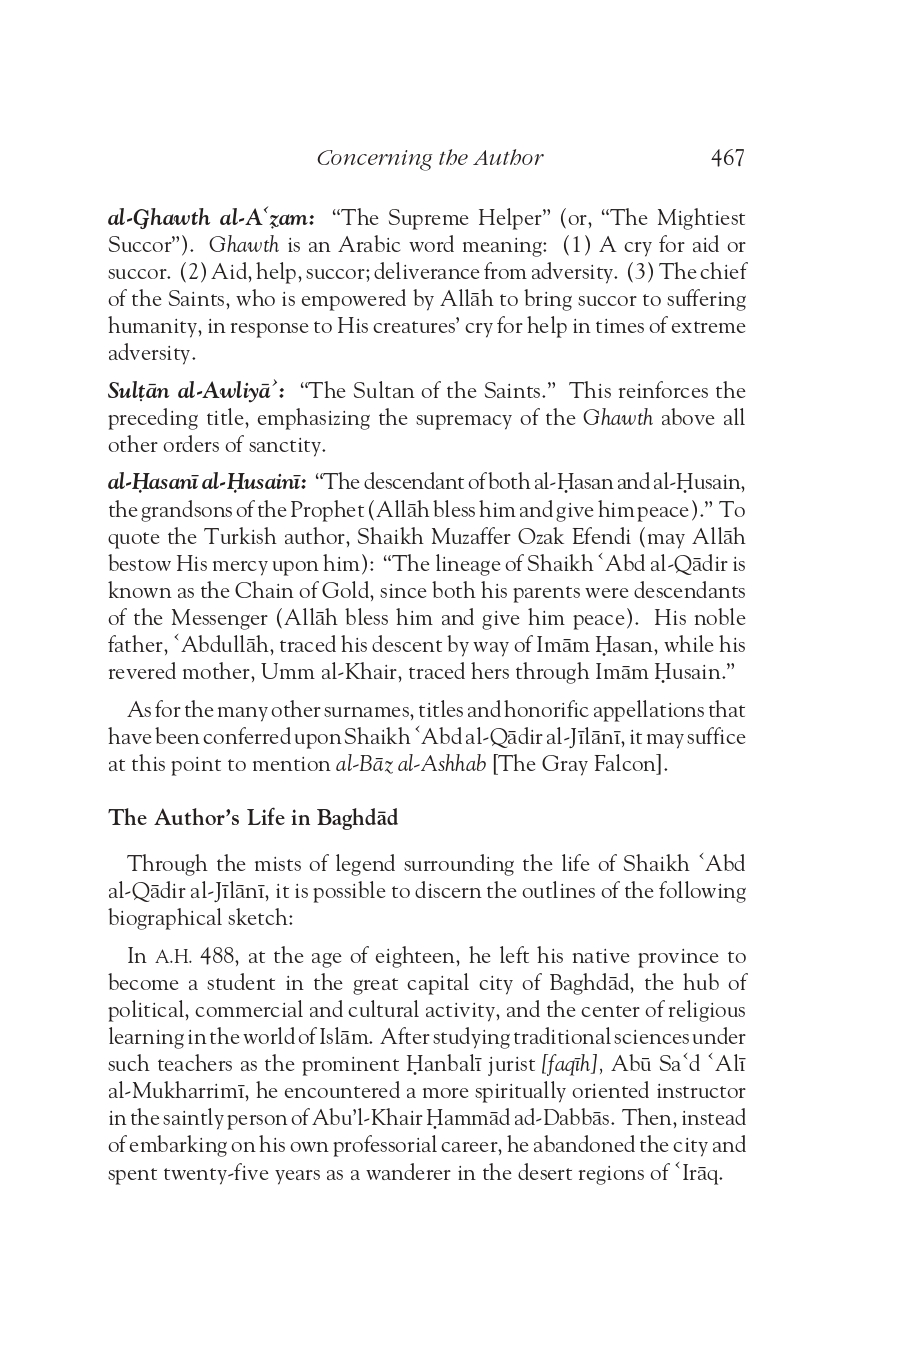 Concerning the Author 467
al-Ghawth al-Aʿẓam: “The Supreme Helper” (or, “The Mightiest
Succor”). Ghawth is an Arabic word meaning: (1) A cry for aid or
succor. (2) Aid, help, succor; deliverance from adversity. (3) The chief
of the Saints, who is empowered by Allāh to bring succor to suffering
humanity, in response to His creatures’ cry for help in times of extreme
adversity.
Sulṭān al-Awliyāʾ: “The Sultan of the Saints.” This reinforces the
preceding title, emphasizing the supremacy of the Ghawth above all
other orders of sanctity.
al-Ḥasanī al-Ḥusainī: “The descendant of both al-Ḥasan and al-Ḥusain,
the grandsons of the Prophet (Allāh bless him and give him peace).” To
quote the Turkish author, Shaikh Muzaffer Ozak Efendi (may Allāh
bestow His mercy upon him): “The lineage of Shaikh ʿAbd al-Qādir is
known as the Chain of Gold, since both his parents were descendants
of the Messenger (Allāh bless him and give him peace). His noble
father, ʿAbdullāh, traced his descent by way of Imām Ḥasan, while his
revered mother, Umm al-Khair, traced hers through Imām Ḥusain.”
As for the many other surnames, titles and honorific appellations that
have been conferred upon Shaikh ʿAbd al-Qādir al-Jīlānī, it may suffice
at this point to mention al-Bāz al-Ashhab [The Gray Falcon].
The Author’s Life in Baghdād
Through the mists of legend surrounding the life of Shaikh ʿAbd
al-Qādir al-Jīlānī, it is possible to discern the outlines of the following
biographical sketch:
In A.H. 488, at the age of eighteen, he left his native province to
become a student in the great capital city of Baghdād, the hub of
political, commercial and cultural activity, and the center of religious
learning in the world of Islām. After studying traditional sciences under
such teachers as the prominent Ḥanbalī jurist [faqīh], Abū Saʿd ʿAlī
al-Mukharrimī, he encountered a more spiritually oriented instructor
in the saintly person of Abu’l-Khair Ḥammād ad-Dabbās. Then, instead
of embarking on his own professorial career, he abandoned the city and
spent twenty-five years as a wanderer in the desert regions of ʿIrāq.